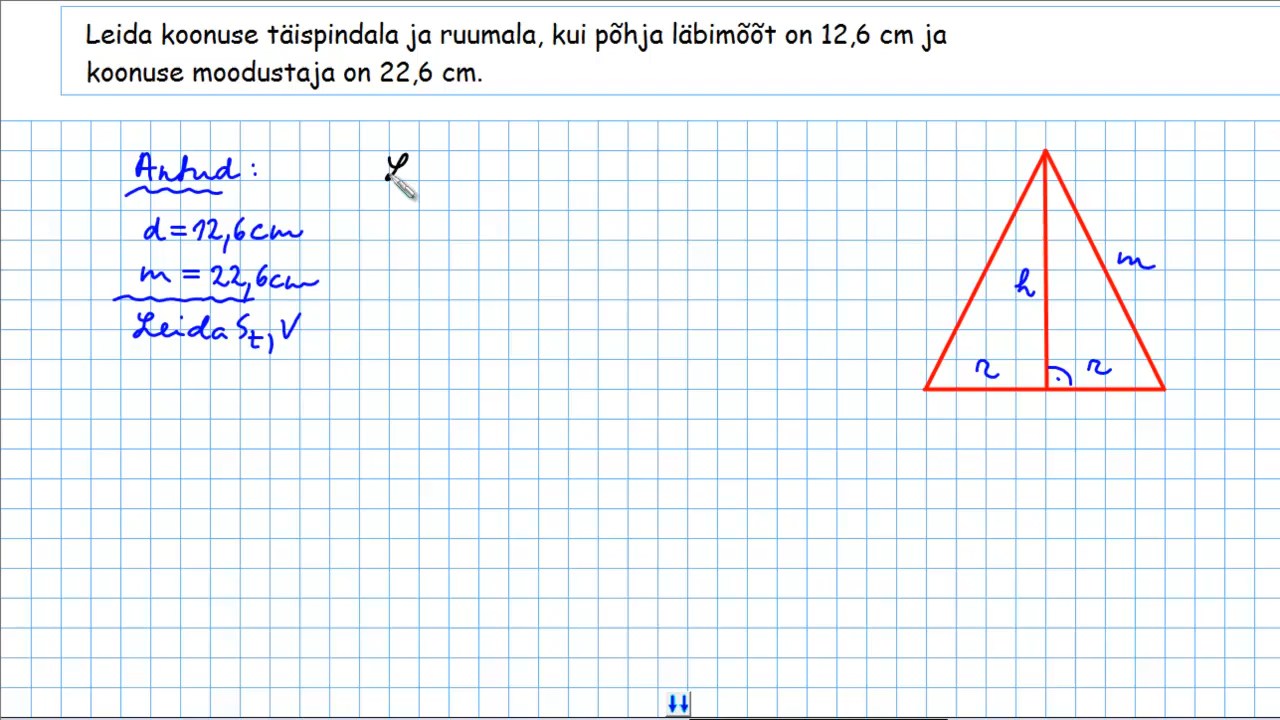 Leida koonuse täispindala ja ruumala, kui põhja läbimõõt on 12,6 cm ja
koonuse moodustaja on 22,6 cm.
Antud:
d = 12,6 cm
m = 22,6 cm
Leida St, V
h
m
r
r